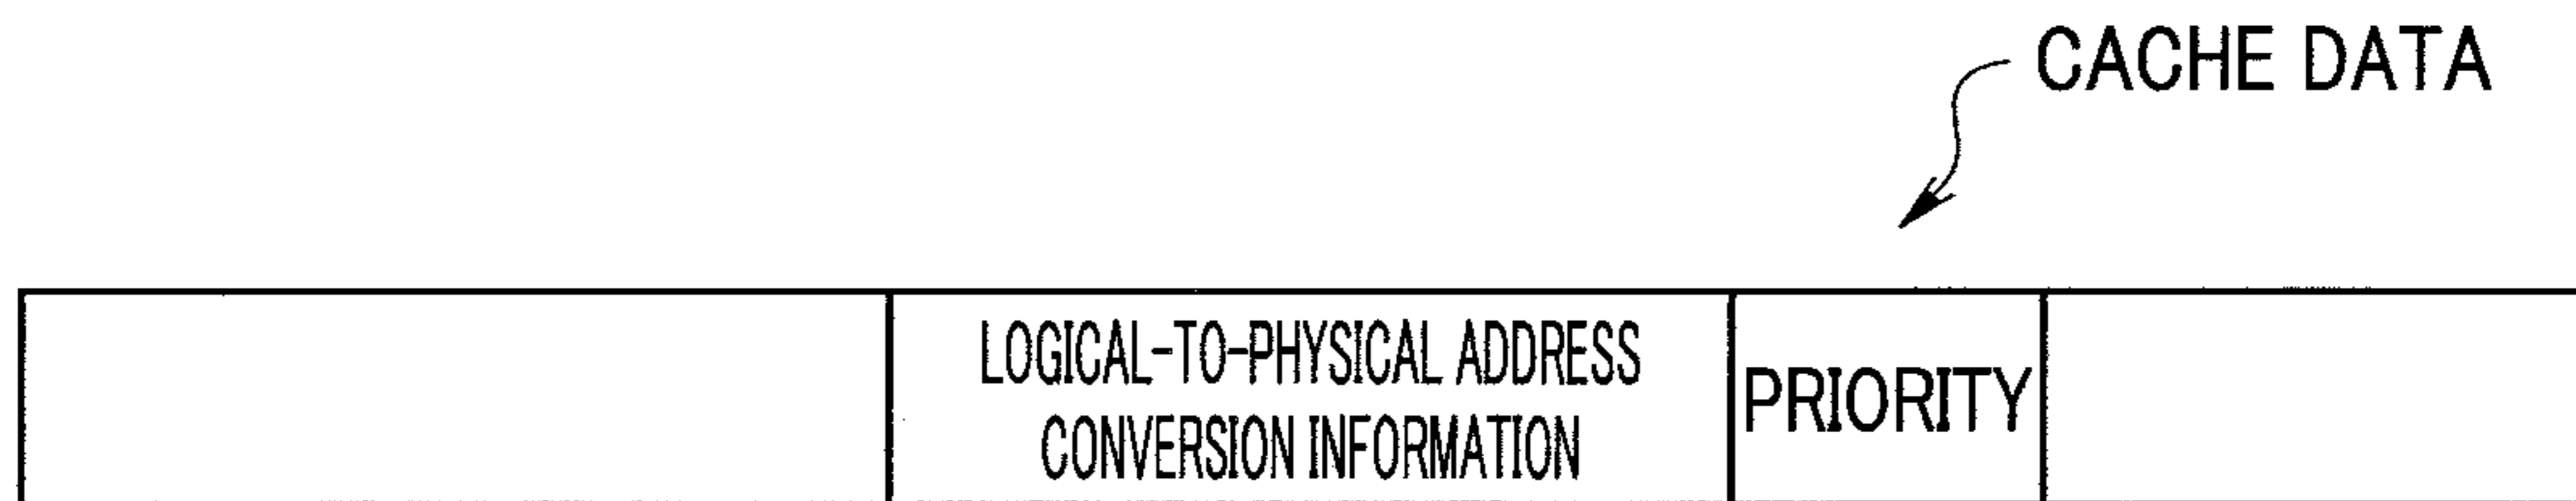 CACHE DATA
LOGICAL-TO-PHYSICAL ADDRESS
CONVERSION INFORMATION
PRIORITY